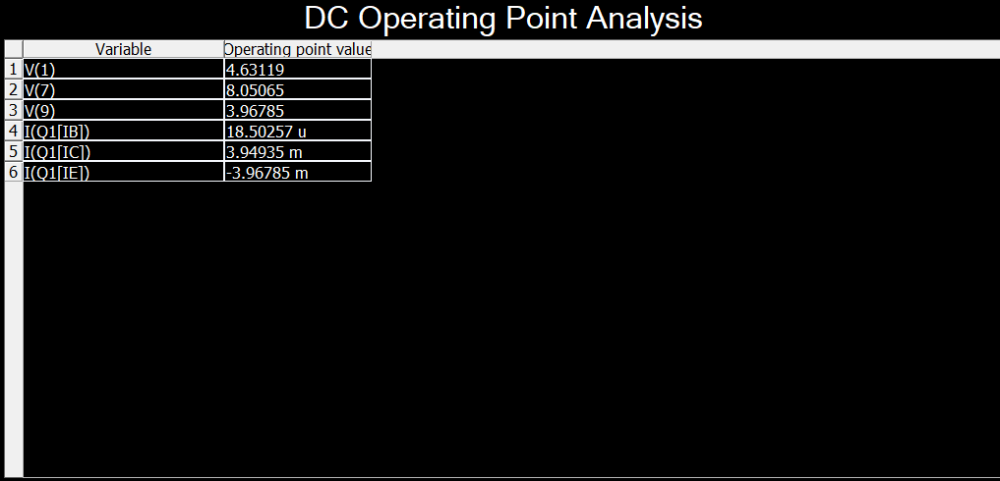 DC Operating Point Analysis
Variable Operating point value
1 V(1) 4.63119
2 V(7) 8.05065
3 V(9) 3.96785
4 I(Q1[IB]) 18.50257 u
5 I(Q1[IC]) 3.94935 m
6 I(Q1[IE]) -3.96785 m